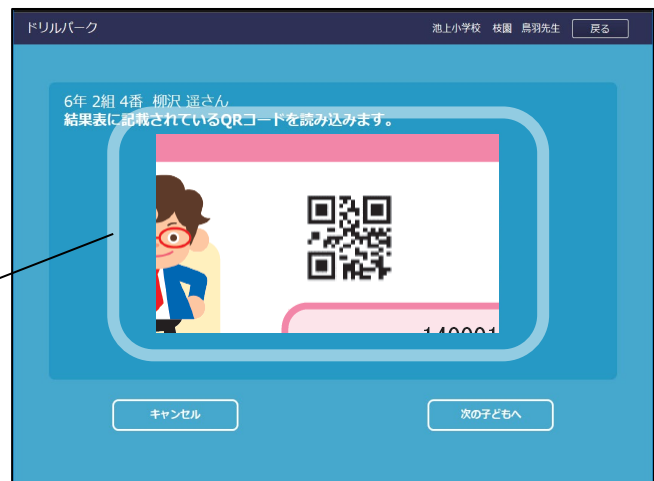 ドリルパーク
池上小学校 枝園 鳥羽先生
戻る
6年 2組 4番 柳沢 遥さん
結果表に記載されているQRコードを読み込みます。
140001
キャンセル
次の子どもへ